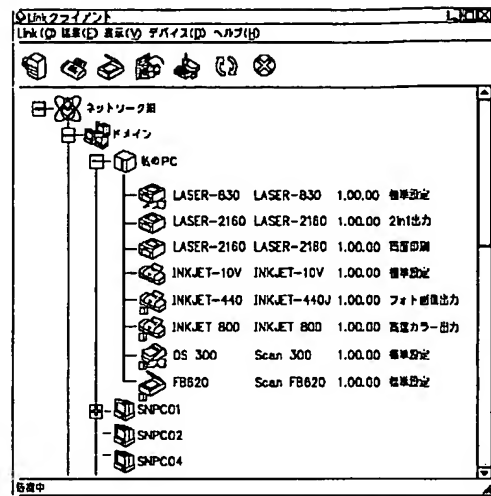 Linkクライアント
Link(Q) 編集(E) 表示(V) デバイス(D) ヘルプ(H)
ネットワーク
ドメイン
私のPC
LASER-830 LASER-830 1.00.00 標準設定
LASER-2160 LASER-2160 1.00.00 2in1出力
LASER-2160 LASER-2160 1.00.00 両面印刷
INKJET-10V INKJET-10V 1.00.00 標準設定
INKJET-440 INKJET-440J 1.00.00 フォト画像出力
INKJET 800 INKJET 800 1.00.00 高度カラー出力
DS 300 Scan 300 1.00.00 標準設定
FB620 Scan FB620 1.00.00 標準設定
SNPC01
SNPC02
SNPC04